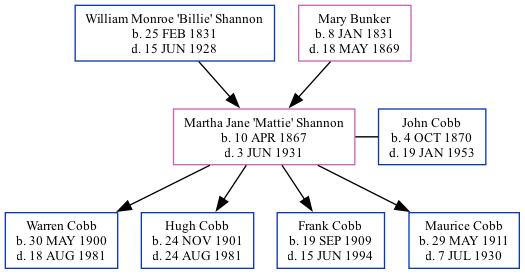 William Monroe 'Billie' Shannon
b. 25 FEB 1831
d. 15 JUN 1928
Mary Bunker
b. 8 JAN 1831
d. 18 MAY 1869
Martha Jane 'Mattie' Shannon
b. 10 APR 1867
d. 3 JUN 1931
John Cobb
b. 4 OCT 1870
d. 19 JAN 1953
Warren Cobb
b. 30 MAY 1900
d. 18 AUG 1981
Hugh Cobb
b. 24 NOV 1901
d. 24 AUG 1981
Frank Cobb
b. 19 SEP 1909
d. 15 JUN 1994
Maurice Cobb
b. 29 MAY 1911
d. 7 JUL 1930